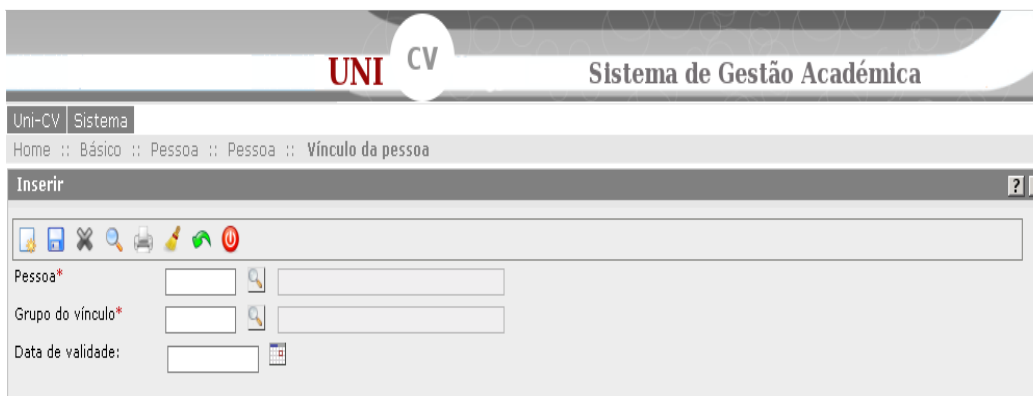 UNI CV
Sistema de Gestão Académica
Uni-CV Sistema
Home :: Básico :: Pessoa :: Pessoa :: Vínculo da pessoa
Inserir ?
Pessoa*
Grupo do vínculo*
Data de validade: